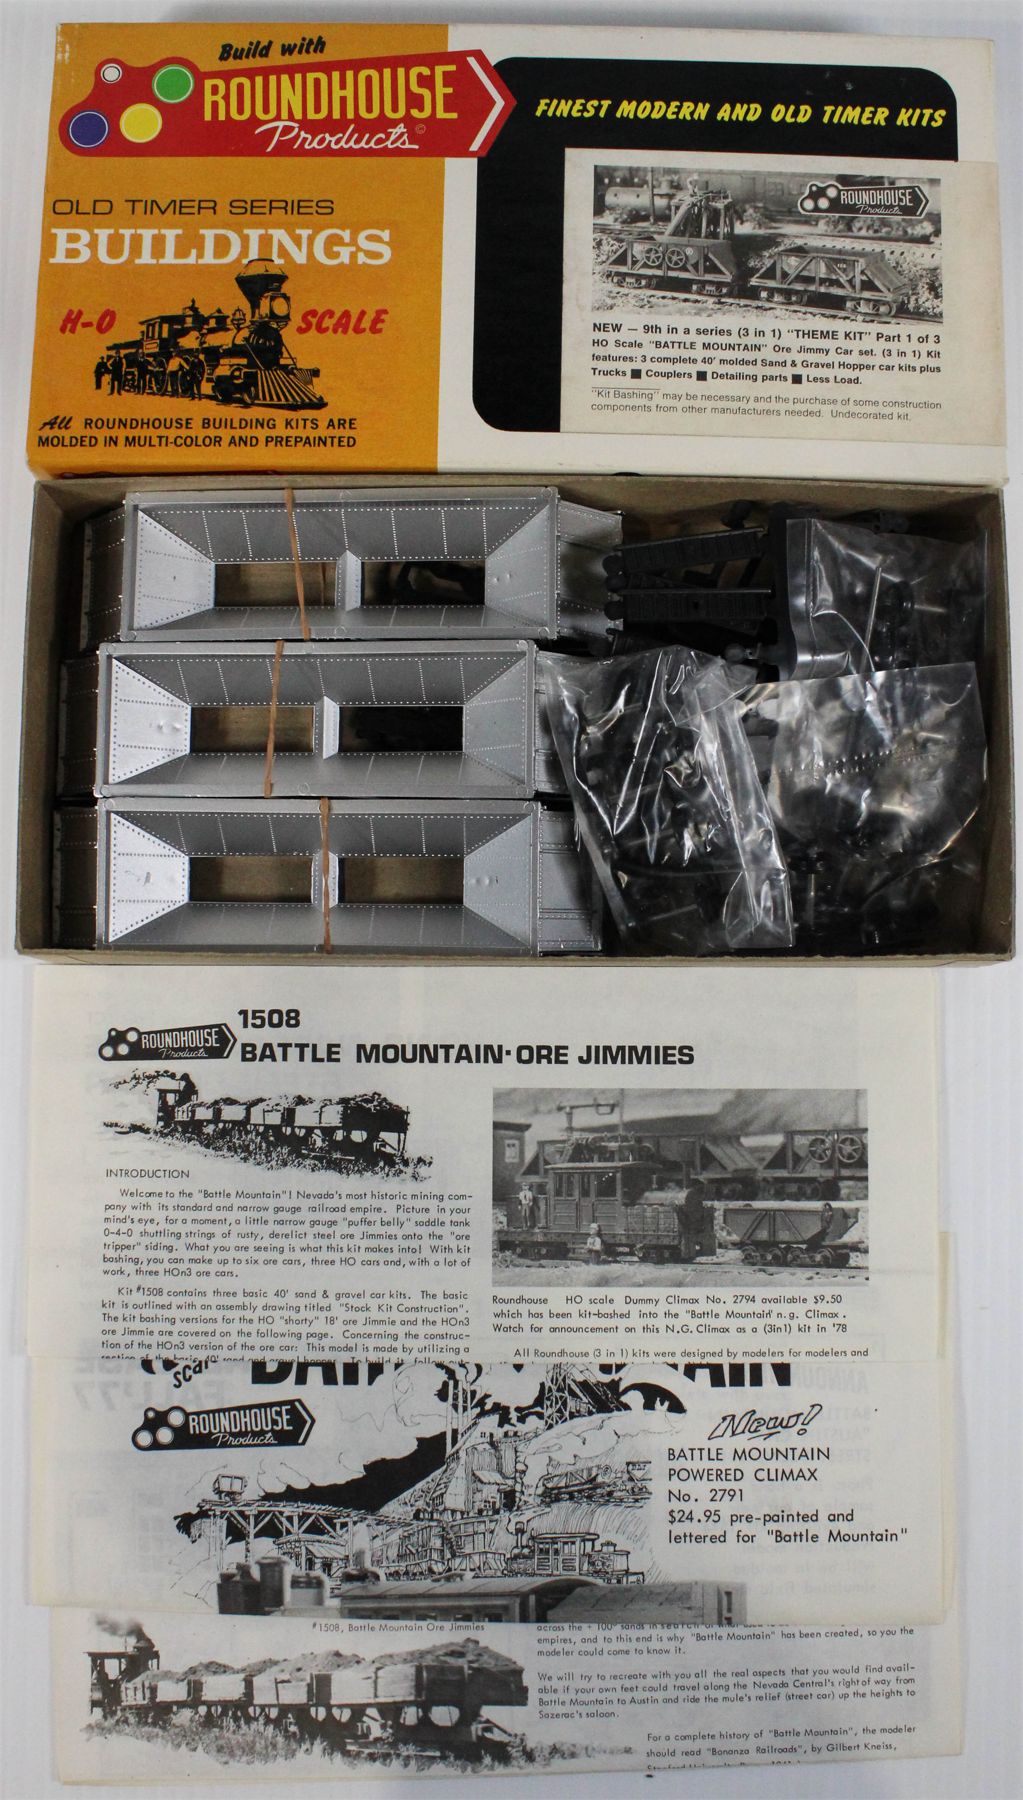 Build with
ROUNDHOUSE
Products ©
FINEST MODERN AND OLD TIMER KITS
OLD TIMER SERIES
BUILDINGS
H-O SCALE
All ROUNDHOUSE BUILDING KITS ARE
MOLDED IN MULTI-COLOR AND PREPAINTED
ROUNDHOUSE
Products
NEW — 9th in a series (3 in 1) "THEME KIT" Part 1 of 3
HO Scale "BATTLE MOUNTAIN" Ore Jimmy Car set. (3 in 1) Kit
features: 3 complete 40' molded Sand & Gravel Hopper car kits plus
Trucks ■ Couplers ■ Detailing parts ■ Less Load.
"Kit Bashing" may be necessary and the purchase of some construction
components from other manufacturers needed. Undecorated kit.
ROUNDHOUSE
Products
1508
BATTLE MOUNTAIN·ORE JIMMIES
INTRODUCTION
Welcome to the "Battle Mountain"! Nevada's most historic mining com-
pany with its standard and narrow gauge railroad empire. Picture in your
mind's eye, for a moment, a little narrow gauge "puffer belly" saddle tank
0-4-0 shuttling strings of rusty, derelict steel ore Jimmies onto the "ore
tripper" siding. What you are seeing is what this kit makes into! With kit
bashing, you can make up to six ore cars, three HO cars and, with a lot of
work, three HOn3 ore cars.
Kit #1508 contains three basic 40' sand & gravel car kits. The basic
kit is outlined with an assembly drawing titled "Stock Kit Construction".
The kit bashing versions for the HO "shorty" 18' ore Jimmie and the HOn3
ore Jimmie are covered on the following page. Concerning the construc-
tion of the HOn3 version of the ore car: This model is made by utilizing a
section of the basic 40' sand and gravel hopper. To build it, follow
Roundhouse HO scale Dummy Climax No. 2794 available $9.50
which has been kit-bashed into the "Battle Mountain" n.g. Climax.
Watch for announcement on this N.G. Climax as a (3in1) kit in '78
All Roundhouse (3 in 1) kits were designed by modelers for modelers and
ROUNDHOUSE
Products
New!
BATTLE MOUNTAIN
POWERED CLIMAX
No. 2791
$24.95 pre-painted and
lettered for "Battle Mountain"
#1508, Battle Mountain Ore Jimmies
across the + 100° sands in search of
empires, and to this end is why "Battle Mountain" has been created, so you the
modeler could come to know it.
We will try to recreate with you all the real aspects that you would find avail-
able if your own feet could travel along the Nevada Central's right of way from
Battle Mountain to Austin and ride the mule's relief (street car) up the heights to
Sazerac's saloon.
For a complete history of "Battle Mountain", the modeler
should read "Bonanza Railroads", by Gilbert Kneiss,